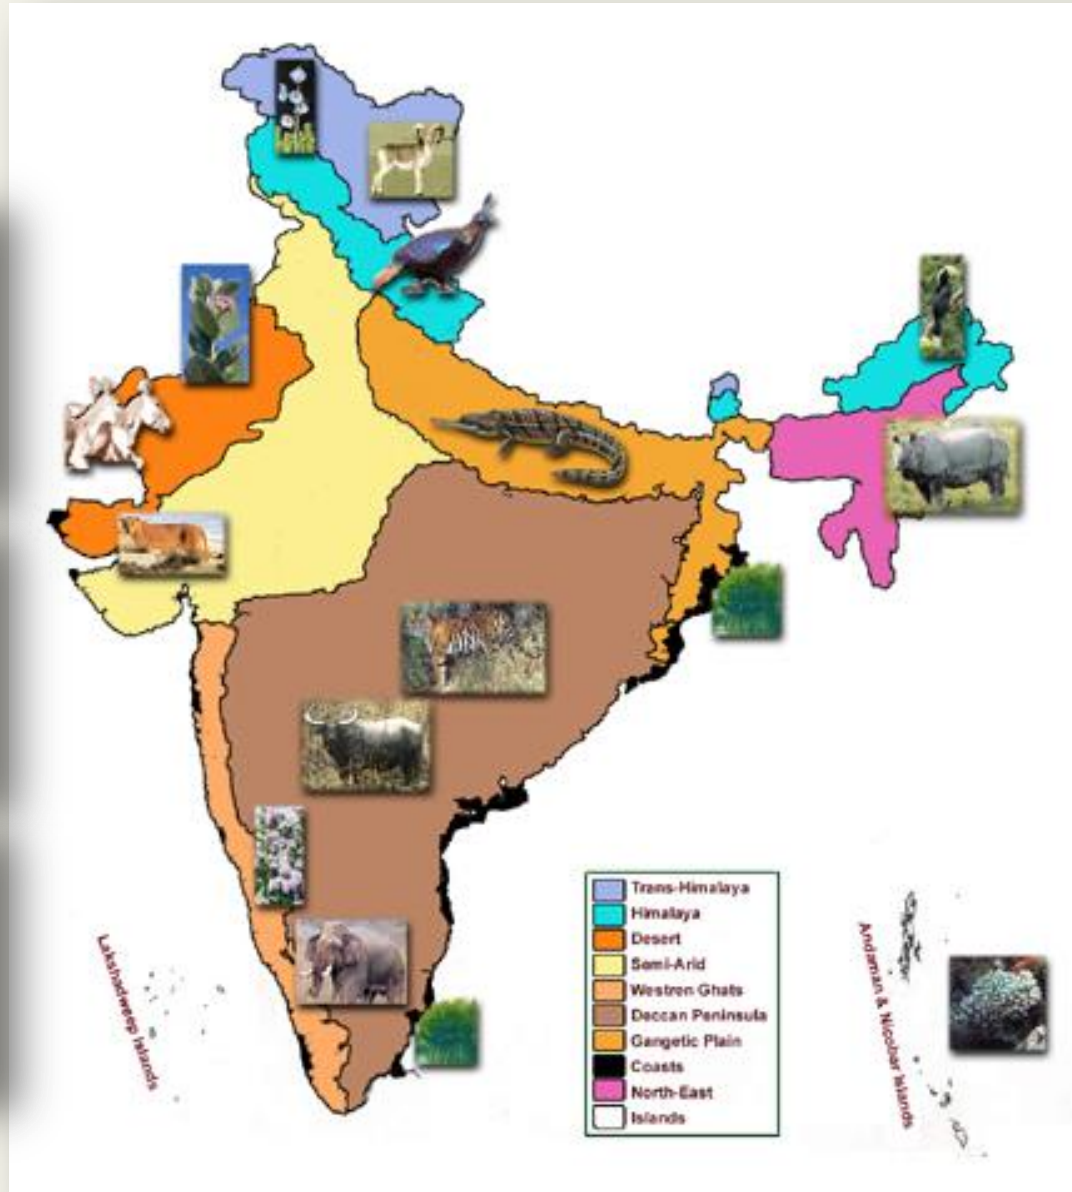 Trans-Himalaya
Himalaya
Desert
Semi-Arid
Westren Ghats
Deccan Peninsula
Gangetic Plain
Coasts
North-East
Islands
Lakshadweep Islands
Andaman & Nicobar Islands